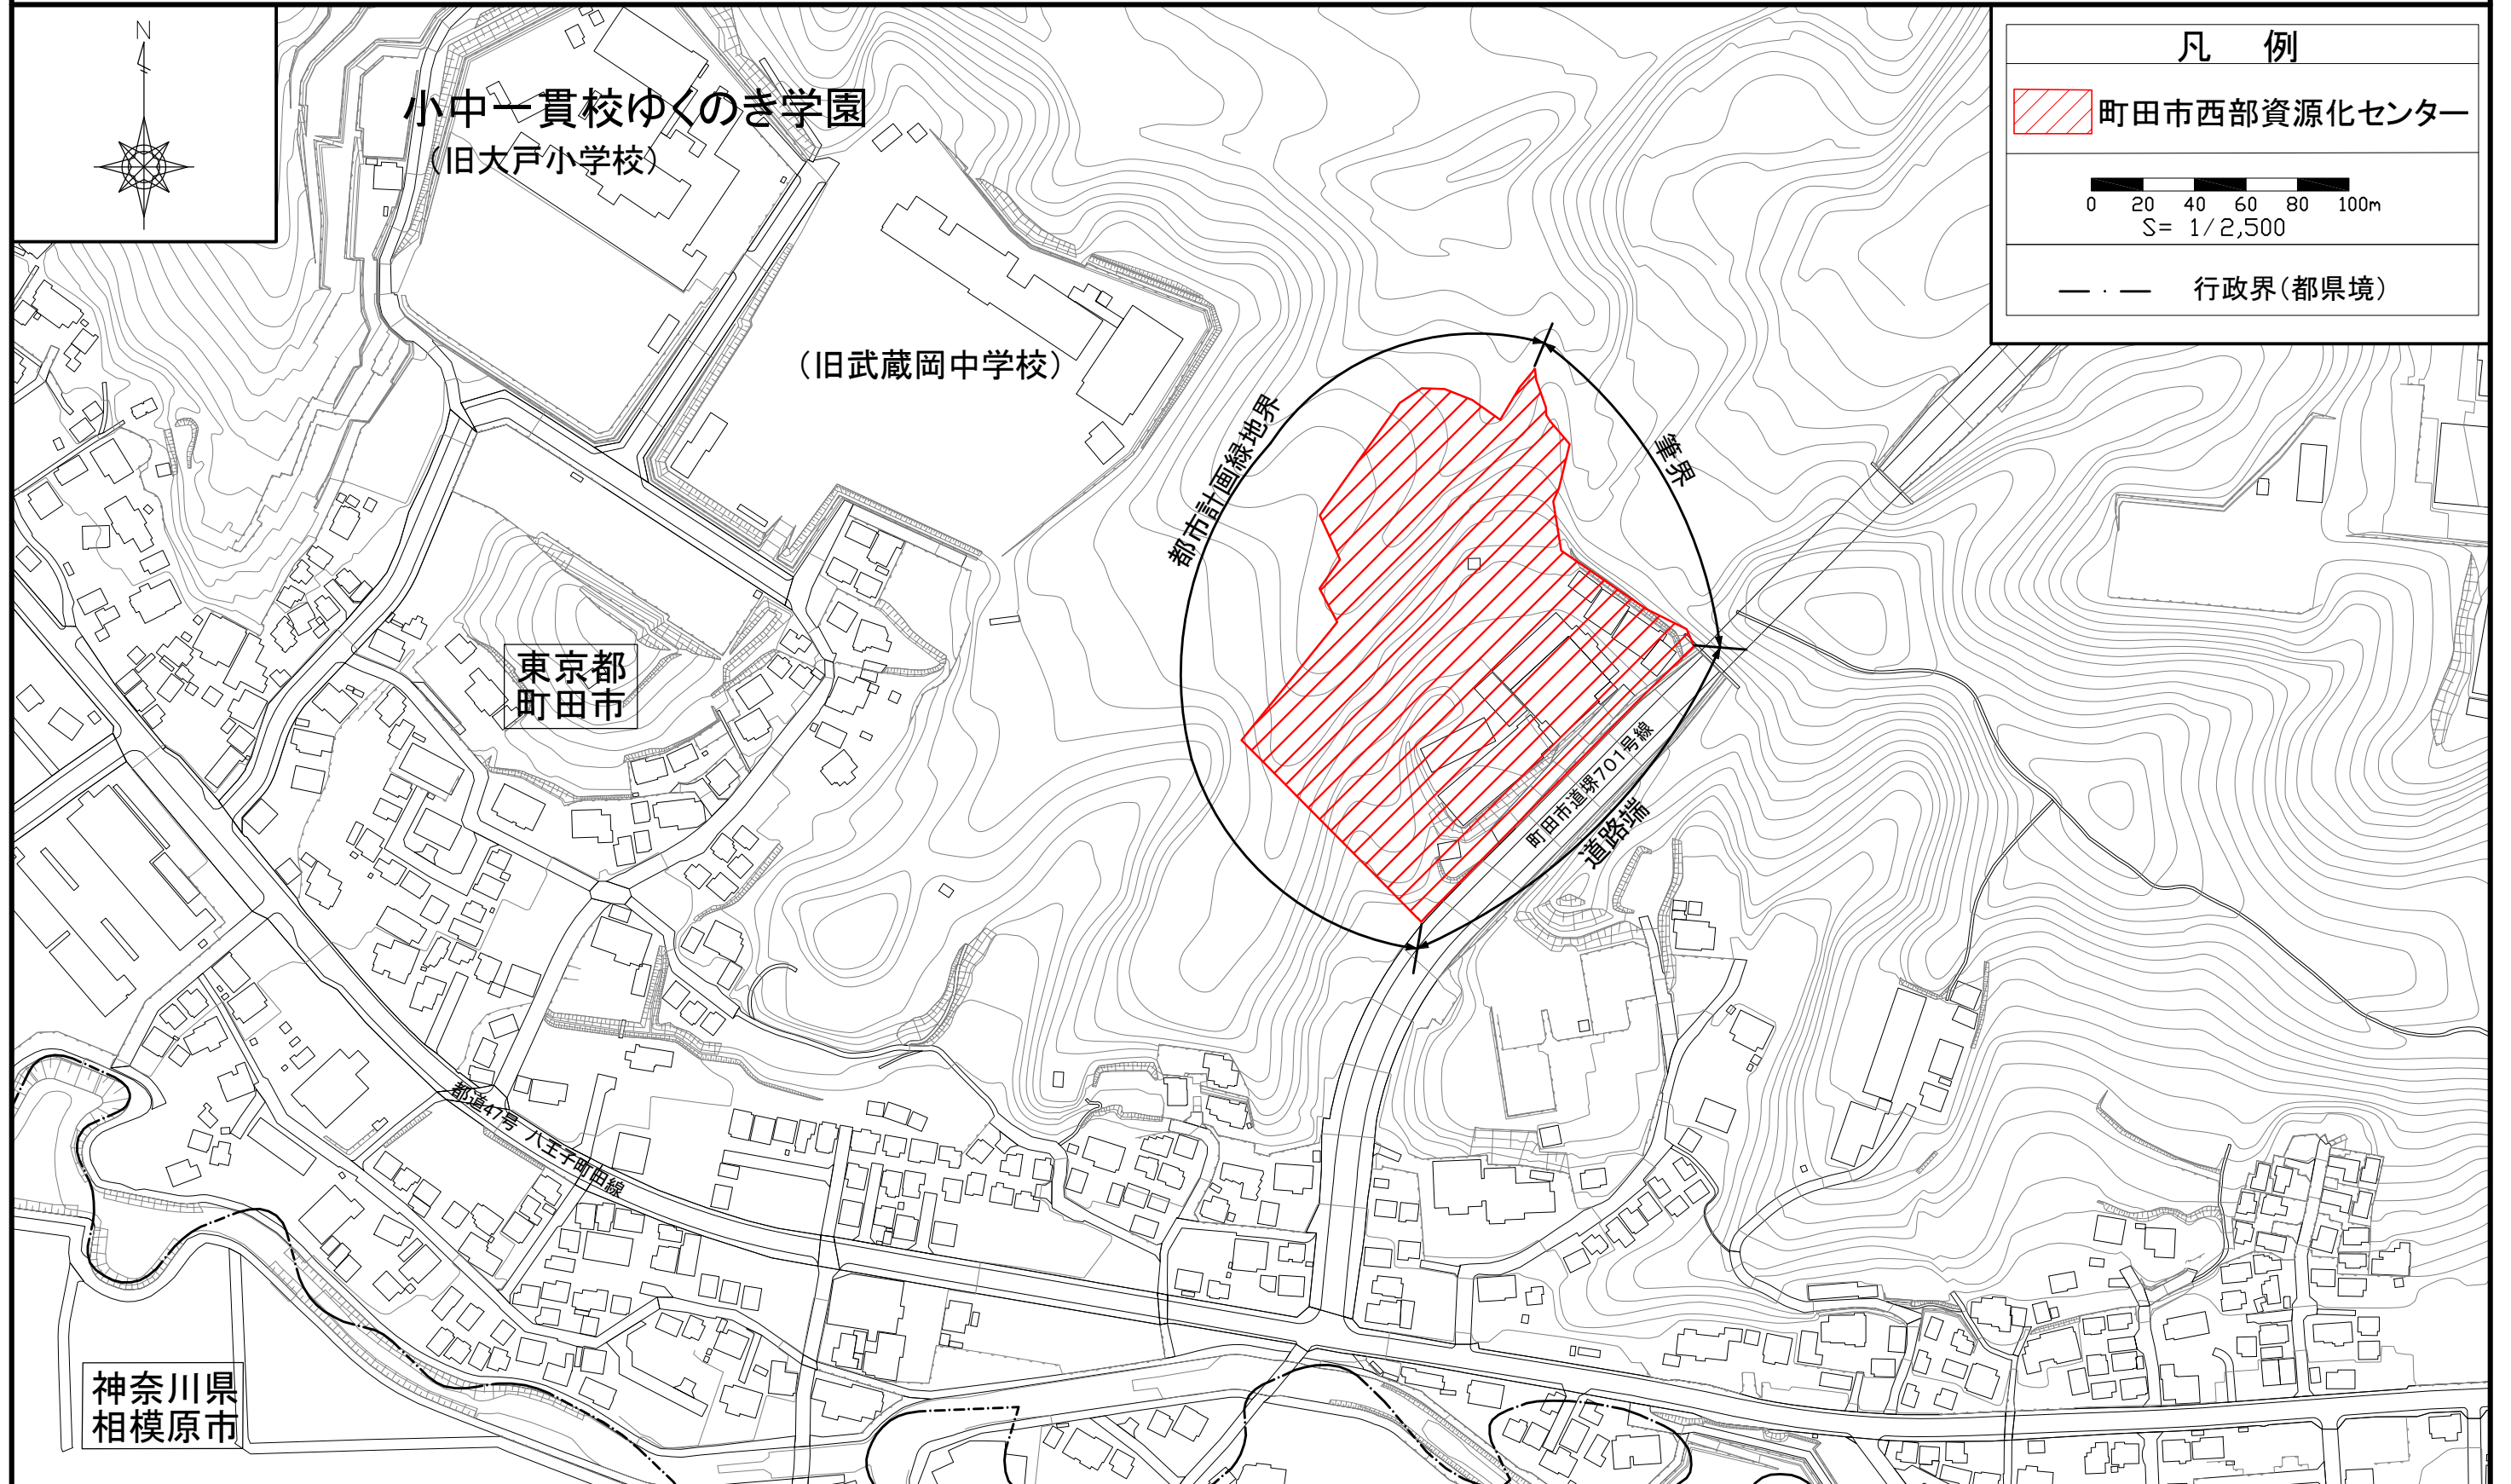 N
小中一貫校ゆくのき学園
（旧大戸小学校）
（旧武蔵岡中学校）
凡 例
町田市西部資源化センター
0 20 40 60 80 100m
S= 1/2,500
行政界（都県境）
都市計画緑地界
筆界
東京都
町田市
町田市道堺701号線
道路端
都道47号 八王子町田線
神奈川県
相模原市